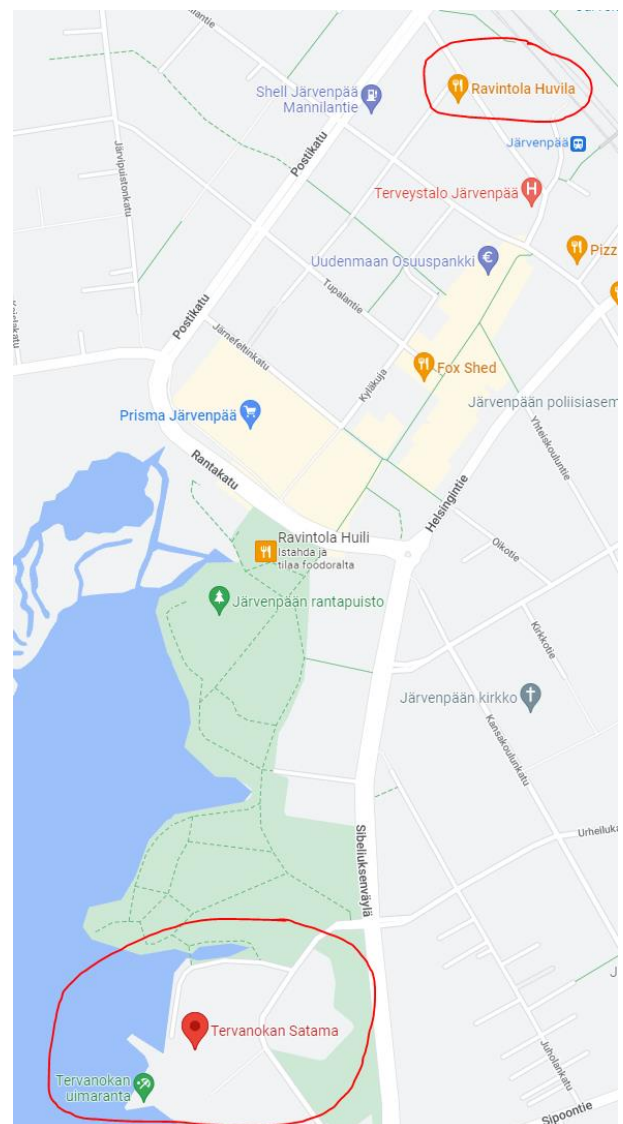 Shell Järvenpää
Mannilantie
Ravintola Huvila
Järvenpää
Postikatu
Järvipuistonkatu
Terveystalo Järvenpää
Uudenmaan Osuuspankki
Pizz
Tupalantie
Postikatu
Järnefeltinkatu
Fox Shed
Kyläkuja
Järvenpään poliisiasem
Prisma Järvenpää
Yhteiskouluntie
Rantakatu
Helsingintie
Ravintola Huili
Istahda ja
tilaa foodoralta
Oikotie
Järvenpään rantapuisto
Kirkkotie
Järvenpään kirkko
Kansakoulunkatu
Urheiluka
Sibeliuksenväylä
Tervanokan Satama
Juholankatu
Tervanokan
uimaranta
Sipoontie